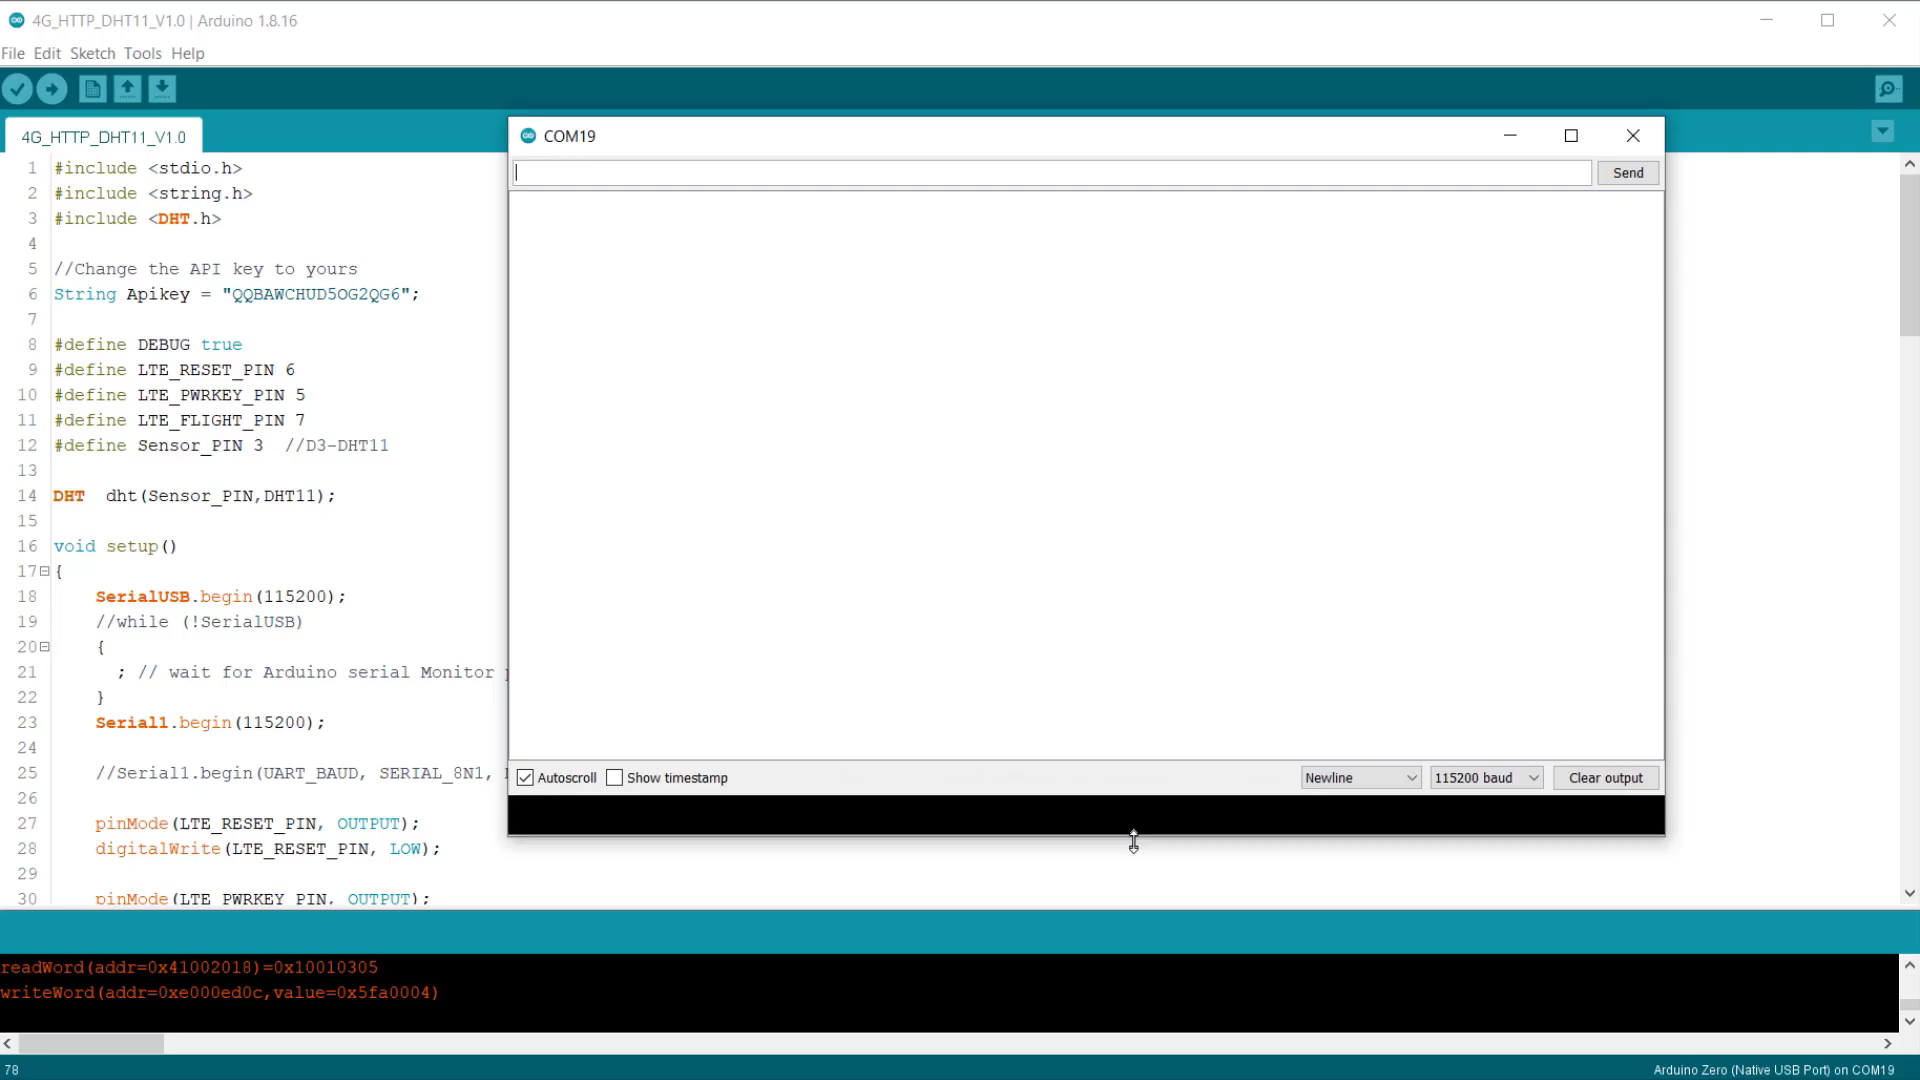 4G_HTTP_DHT11_V1.0 | Arduino 1.8.16
File Edit Sketch Tools Help
4G_HTTP_DHT11_V1.0
1 #include <stdio.h>
2 #include <string.h>
3 #include <DHT.h>
4
5 //Change the API key to yours
6 String Apikey = "QQBAWCHUD5OG2QG6";
7
8 #define DEBUG true
9 #define LTE_RESET_PIN 6
10 #define LTE_PWRKEY_PIN 5
11 #define LTE_FLIGHT_PIN 7
12 #define Sensor_PIN 3 //D3-DHT11
13
14 DHT dht(Sensor_PIN,DHT11);
15
16 void setup()
17 {
18 SerialUSB.begin(115200);
19 //while (!SerialUSB)
20 {
21 ; // wait for Arduino serial Monitor
22 }
23 Serial1.begin(115200);
24
25 //Serial1.begin(UART_BAUD, SERIAL_8N1,
26
27 pinMode(LTE_RESET_PIN, OUTPUT);
28 digitalWrite(LTE_RESET_PIN, LOW);
29
30 pinMode(LTE_PWRKEY_PIN, OUTPUT);
COM19
Send
Autoscroll Show timestamp Newline 115200 baud Clear output
readWord(addr=0x41002018)=0x10010305
writeWord(addr=0xe000ed0c,value=0x5fa0004)
78 Arduino Zero (Native USB Port) on COM19